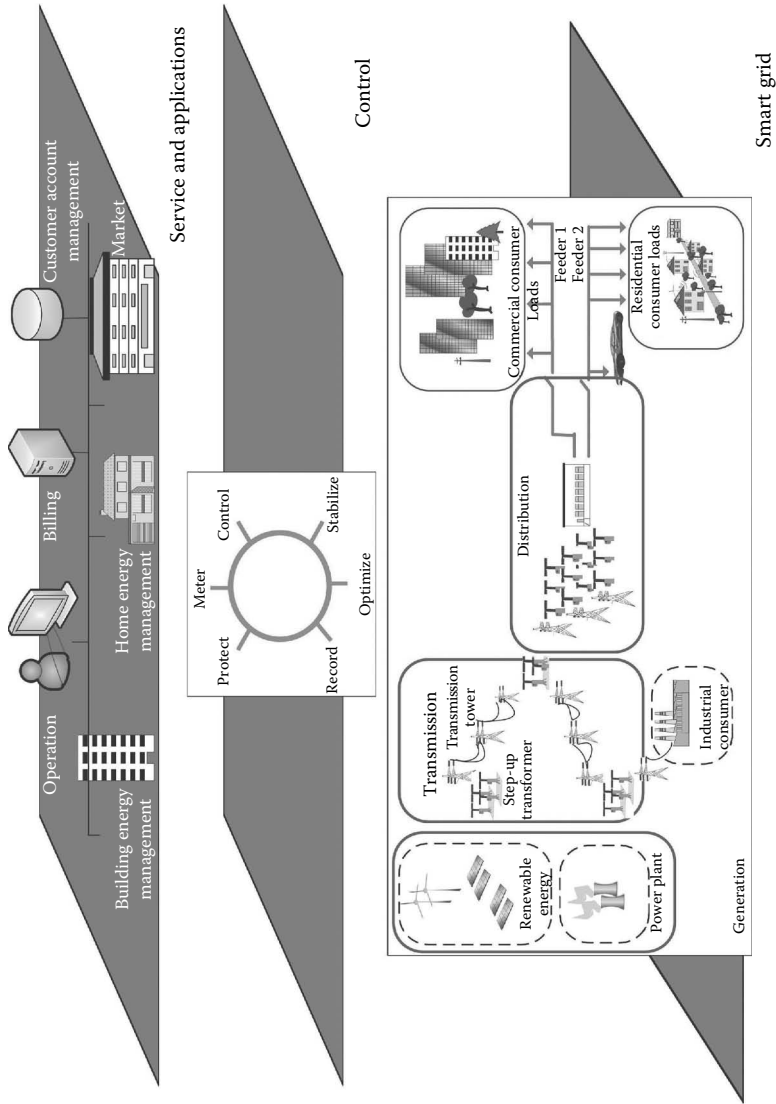 Operation
Billing
Customer account
management
Building energy
management
Home energy
management
Market
Service and applications
Protect
Meter
Control
Record
Optimize
Stabilize
Control
Renewable
energy
Power plant
Generation
Transmission
Transmission
tower
Step-up
transformer
Industrial
consumer
Distribution
Commercial consumer
Loads
Feeder 1
Feeder 2
Residential
consumer loads
Smart grid